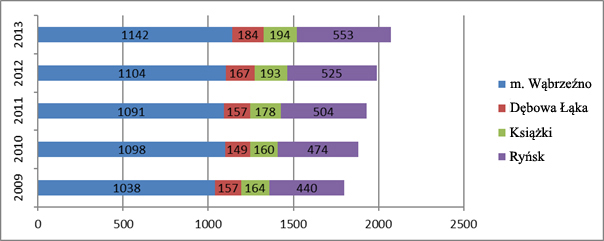 2013 1142 184 194 553
2012 1104 167 193 525
2011 1091 157 178 504
2010 1098 149 160 474
2009 1038 157 164 440
0 500 1000 1500 2000 2500
m. Wąbrzeźno
Dębowa Łąka
Książki
Ryńsk